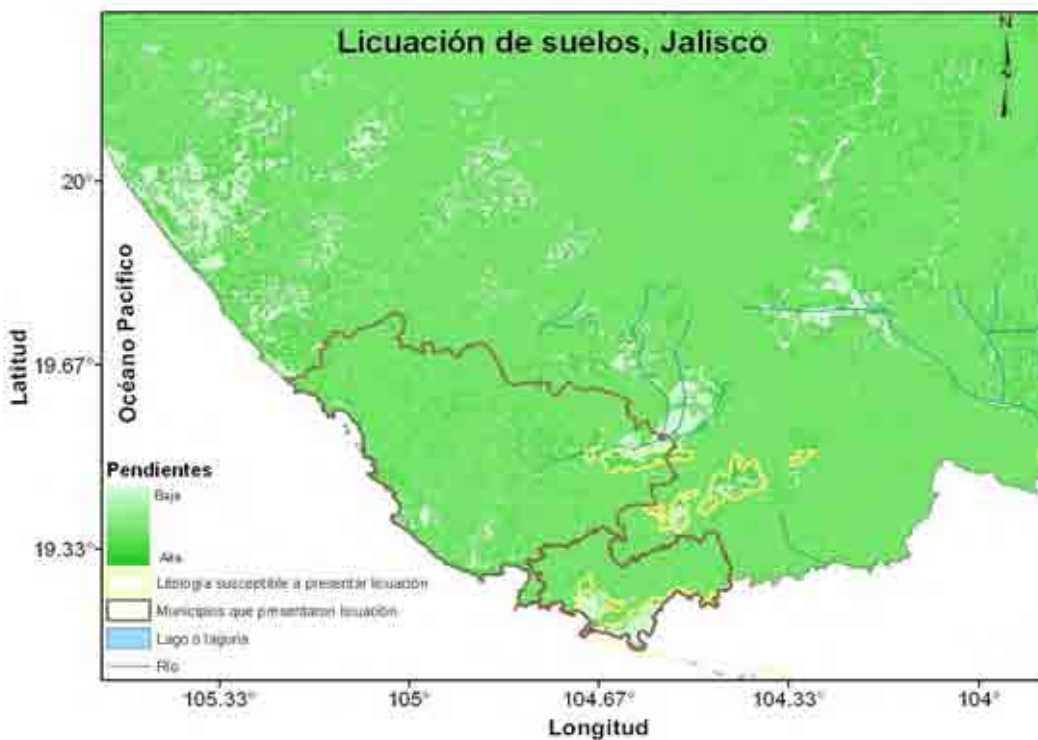 Licuación de suelos, Jalisco
N
20°
19.67°
19.33°
Latitud
Océano Pacifico
Pendientes
Baja
Alta
Litología susceptible a presentar licuación
Municipios que presentaron licuación
Lago o laguna
Río
105.33°
105°
104.67°
104.33°
104°
Longitud